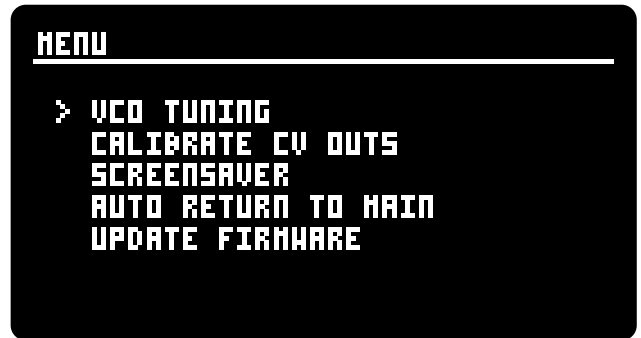 MENU
> VCO TUNING
CALIBRATE CV OUTS
SCREENSAVER
AUTO RETURN TO MAIN
UPDATE FIRMWARE